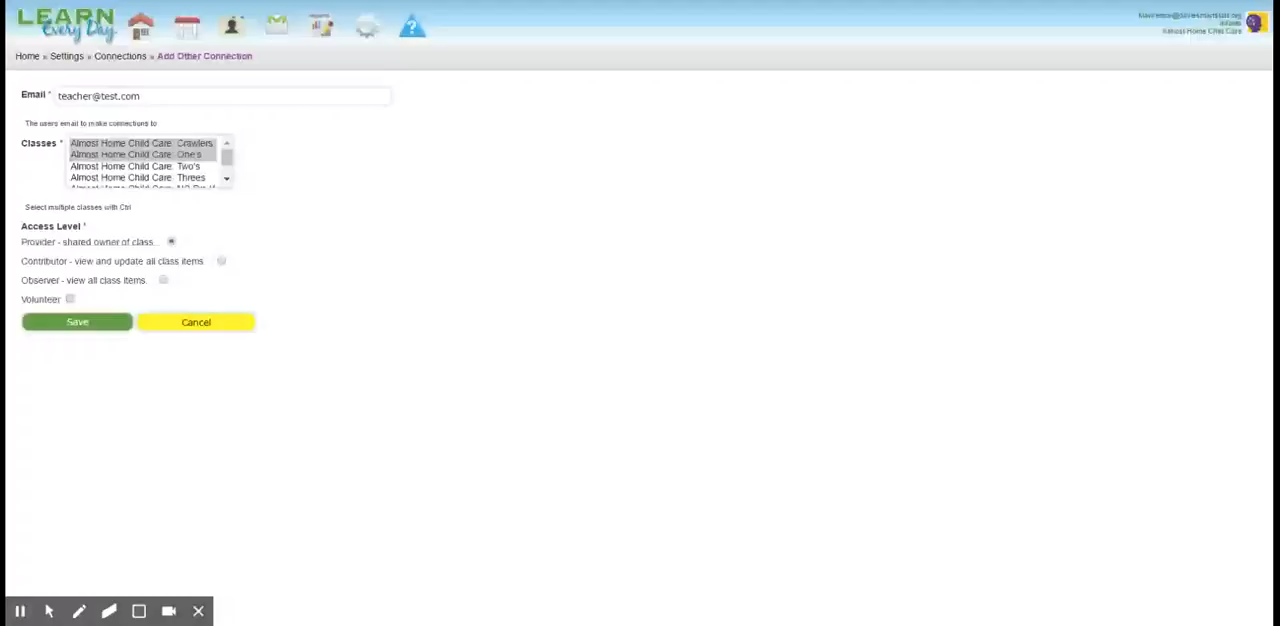 LEARN
Every Day
reports
?
Almost Home Child Care
Home » Settings » Connections » Add Other Connection
Email * teacher@test.com
The users email to make connections to
Classes * Almost Home Child Care: Crawlers
Almost Home Child Care: One's
Almost Home Child Care: Two's
Almost Home Child Care: Threes
Select multiple classes with Ctrl
Access Level *
Provider - shared owner of class...
Contributor - view and update all class items.
Observer - view all class items.
Volunteer
Save Cancel